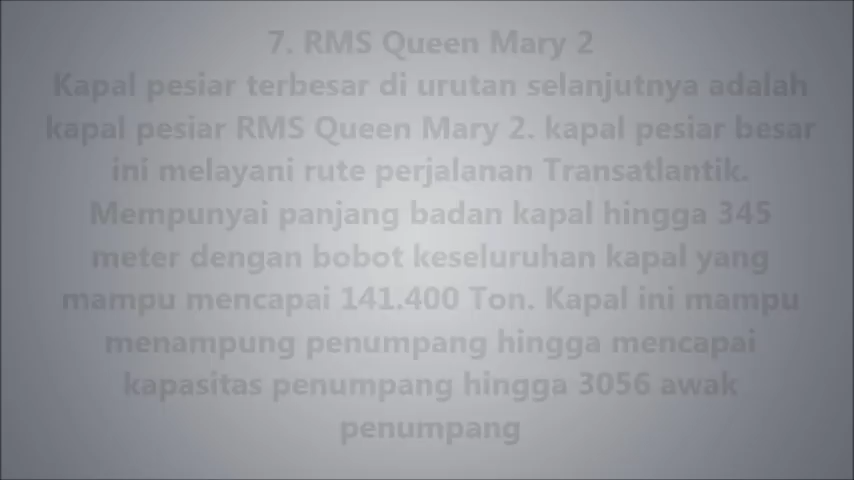 7. RMS Queen Mary 2
Kapal pesiar terbesar di urutan selanjutnya adalah
kapal pesiar RMS Queen Mary 2. kapal pesiar besar
ini melayani rute perjalanan Transatlantik.
Mempunyai panjang badan kapal hingga 345
meter dengan bobot keseluruhan kapal yang
mampu mencapai 141.400 Ton. Kapal ini mampu
menampung penumpang hingga mencapai
kapasitas penumpang hingga 3056 awak
penumpang